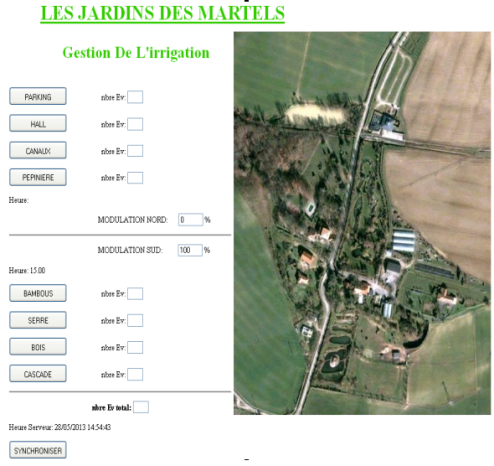 LES JARDINS DES MARTELS
Gestion De L'irrigation
PARKING nbre Ev:
HALL nbre Ev:
CANAUX nbre Ev:
PEPINIERE nbre Ev:
Heure:
MODULATION NORD: 0 %
MODULATION SUD: 100 %
Heure: 15.00
BAMBOUS nbre Ev:
SERRE nbre Ev:
BOIS nbre Ev:
CASCADE nbre Ev:
nbre Ev total:
Heure Serveur: 28/05/2013 14:54:43
SYNCHRONISER